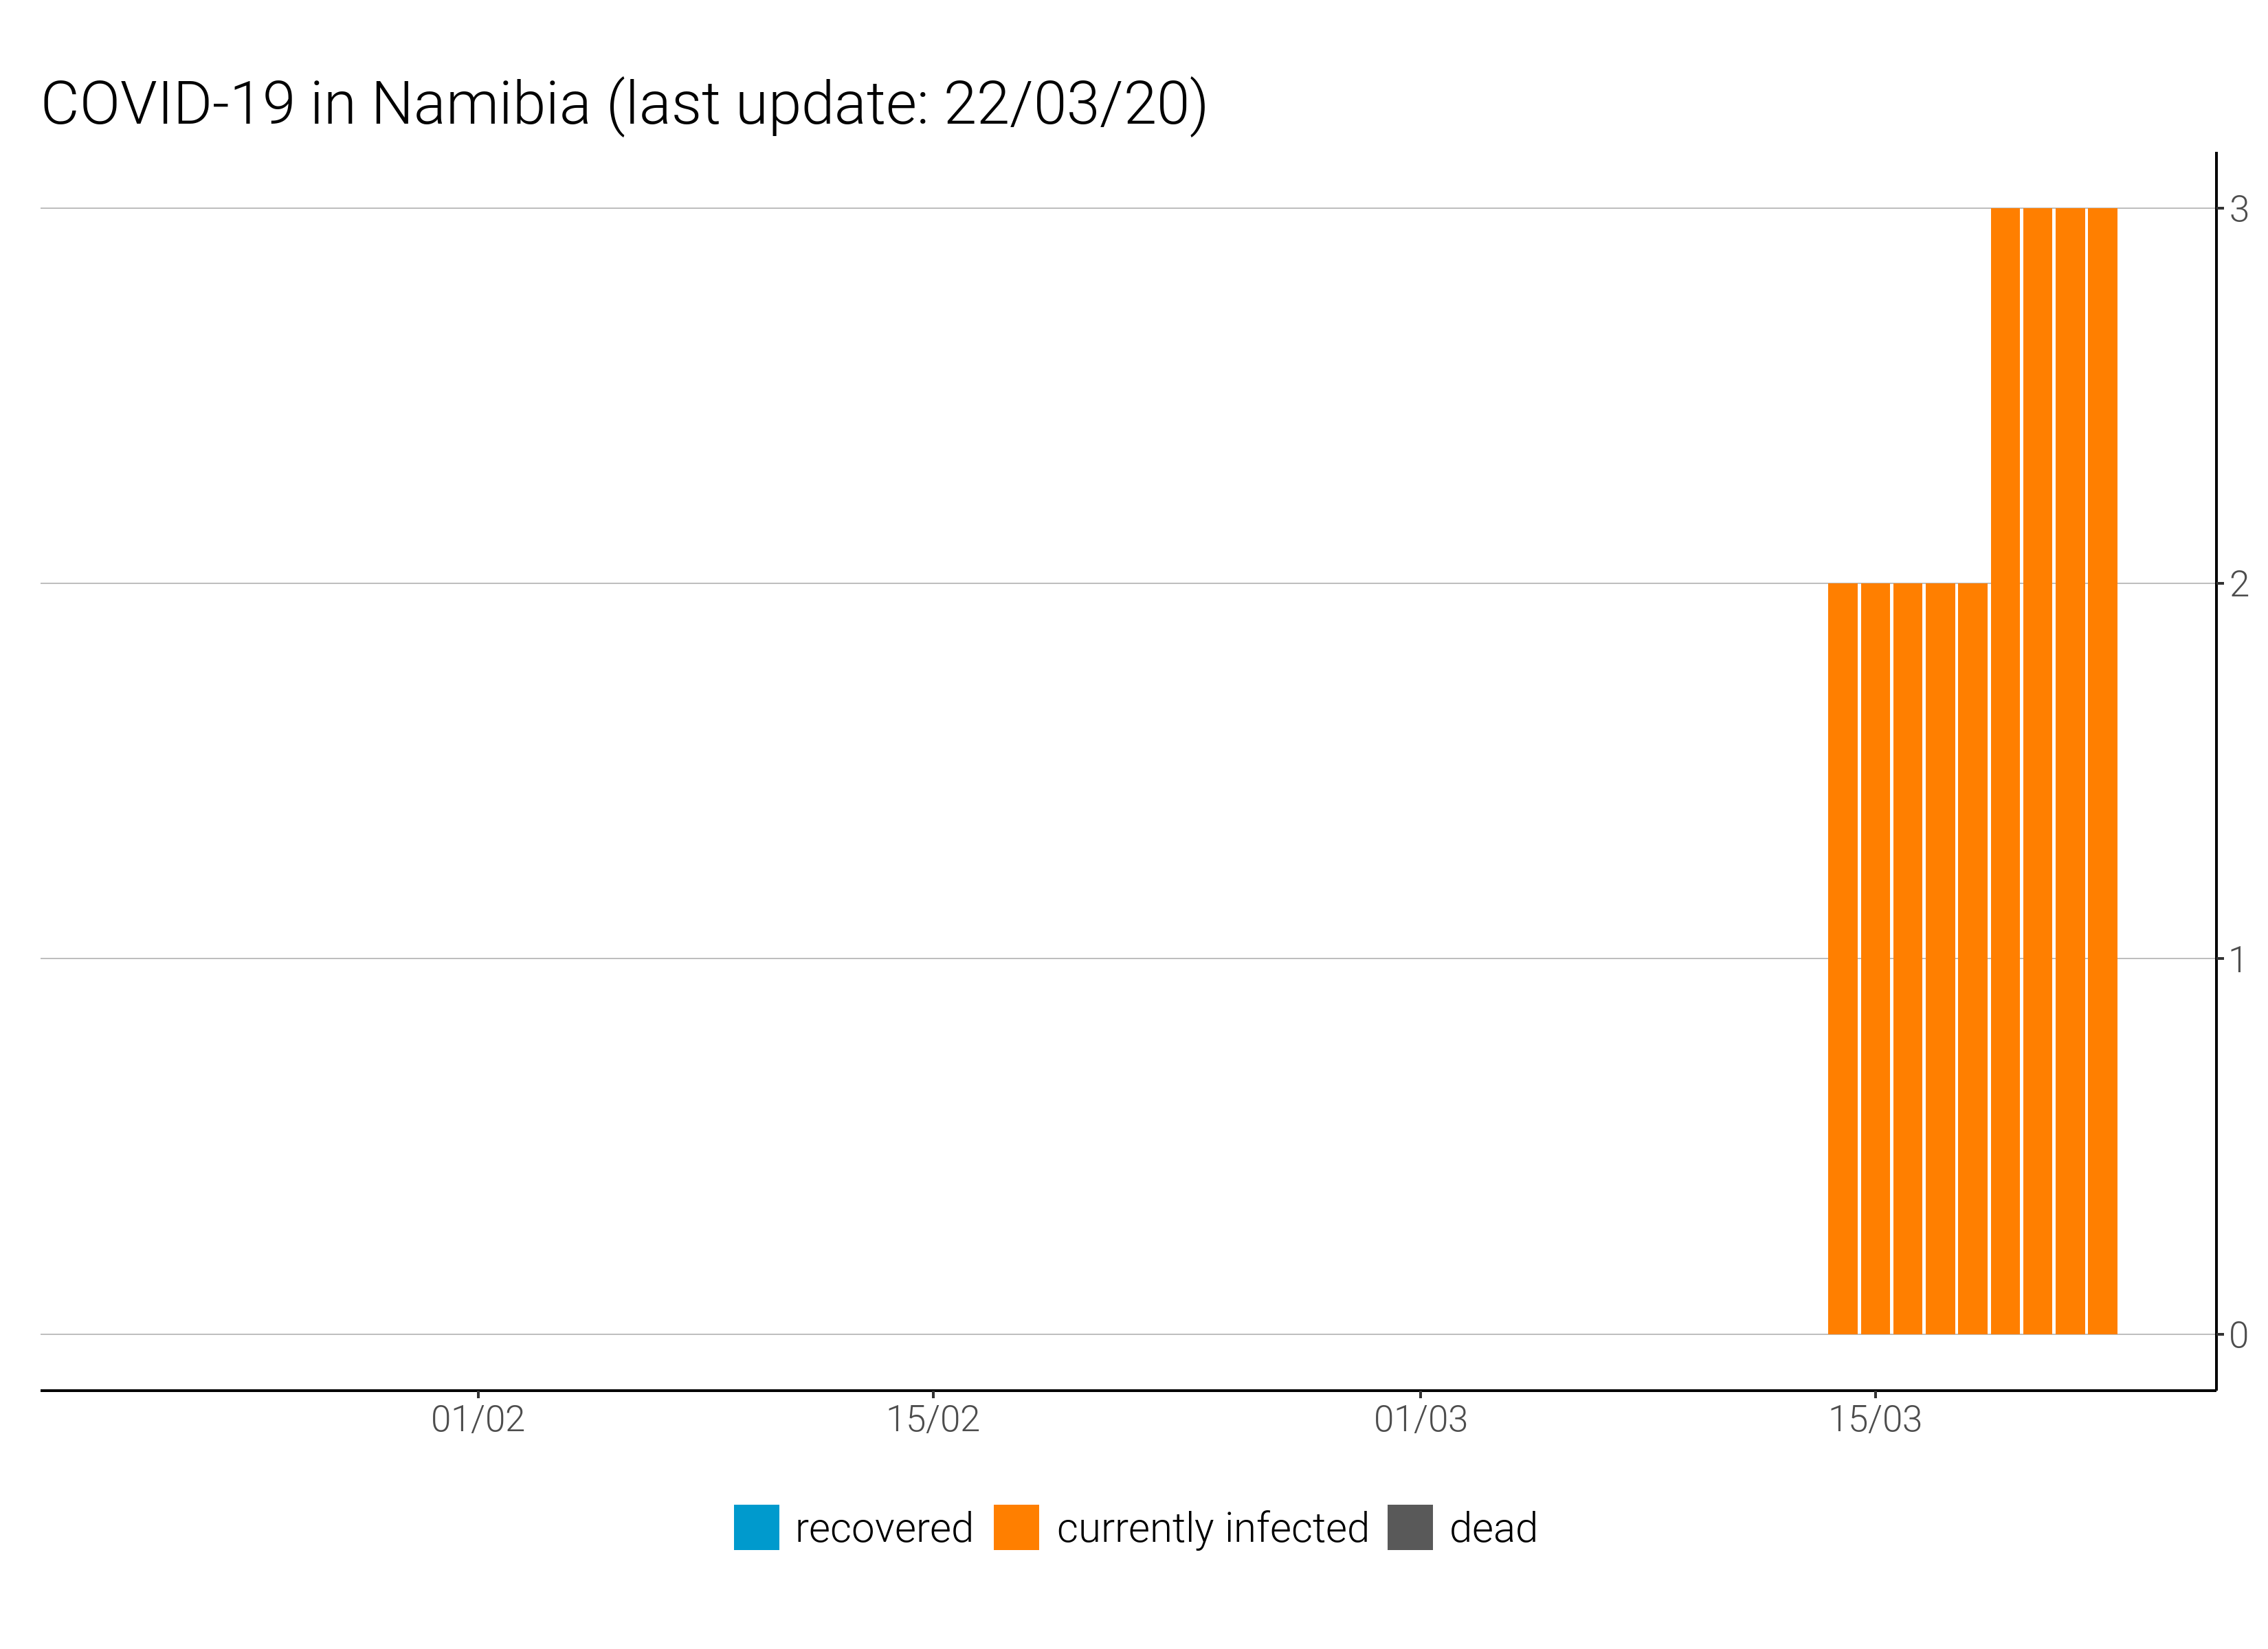 COVID-19 in Namibia (last update: 22/03/20)
3
2
1
0
01/02 15/02 01/03 15/03
recovered currently infected dead